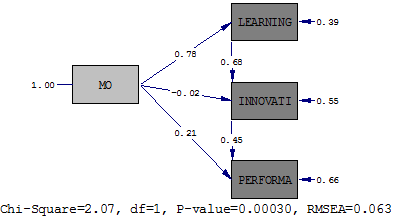 LEARNING
0.39
0.78
0.68
1.00
MO
-0.02
INNOVATI
0.55
0.21
0.45
PERFORMA
0.66
Chi-Square=2.07, df=1, P-value=0.00030, RMSEA=0.063